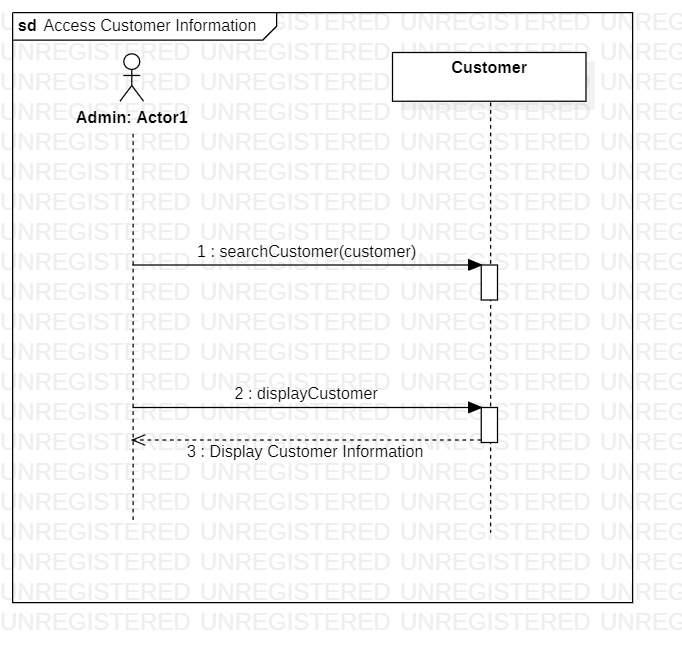 sd Access Customer Information
Customer
Admin: Actor1
1 : searchCustomer(customer)
2 : displayCustomer
3 : Display Customer Information
UNREGISTERED UNREGISTERED UNREGISTERED UNREG